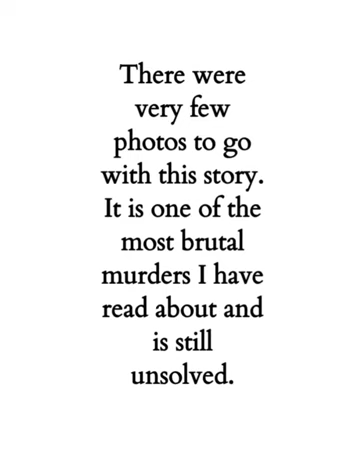 There were
very few
photos to go
with this story.
It is one of the
most brutal
murders I have
read about and
is still
unsolved.